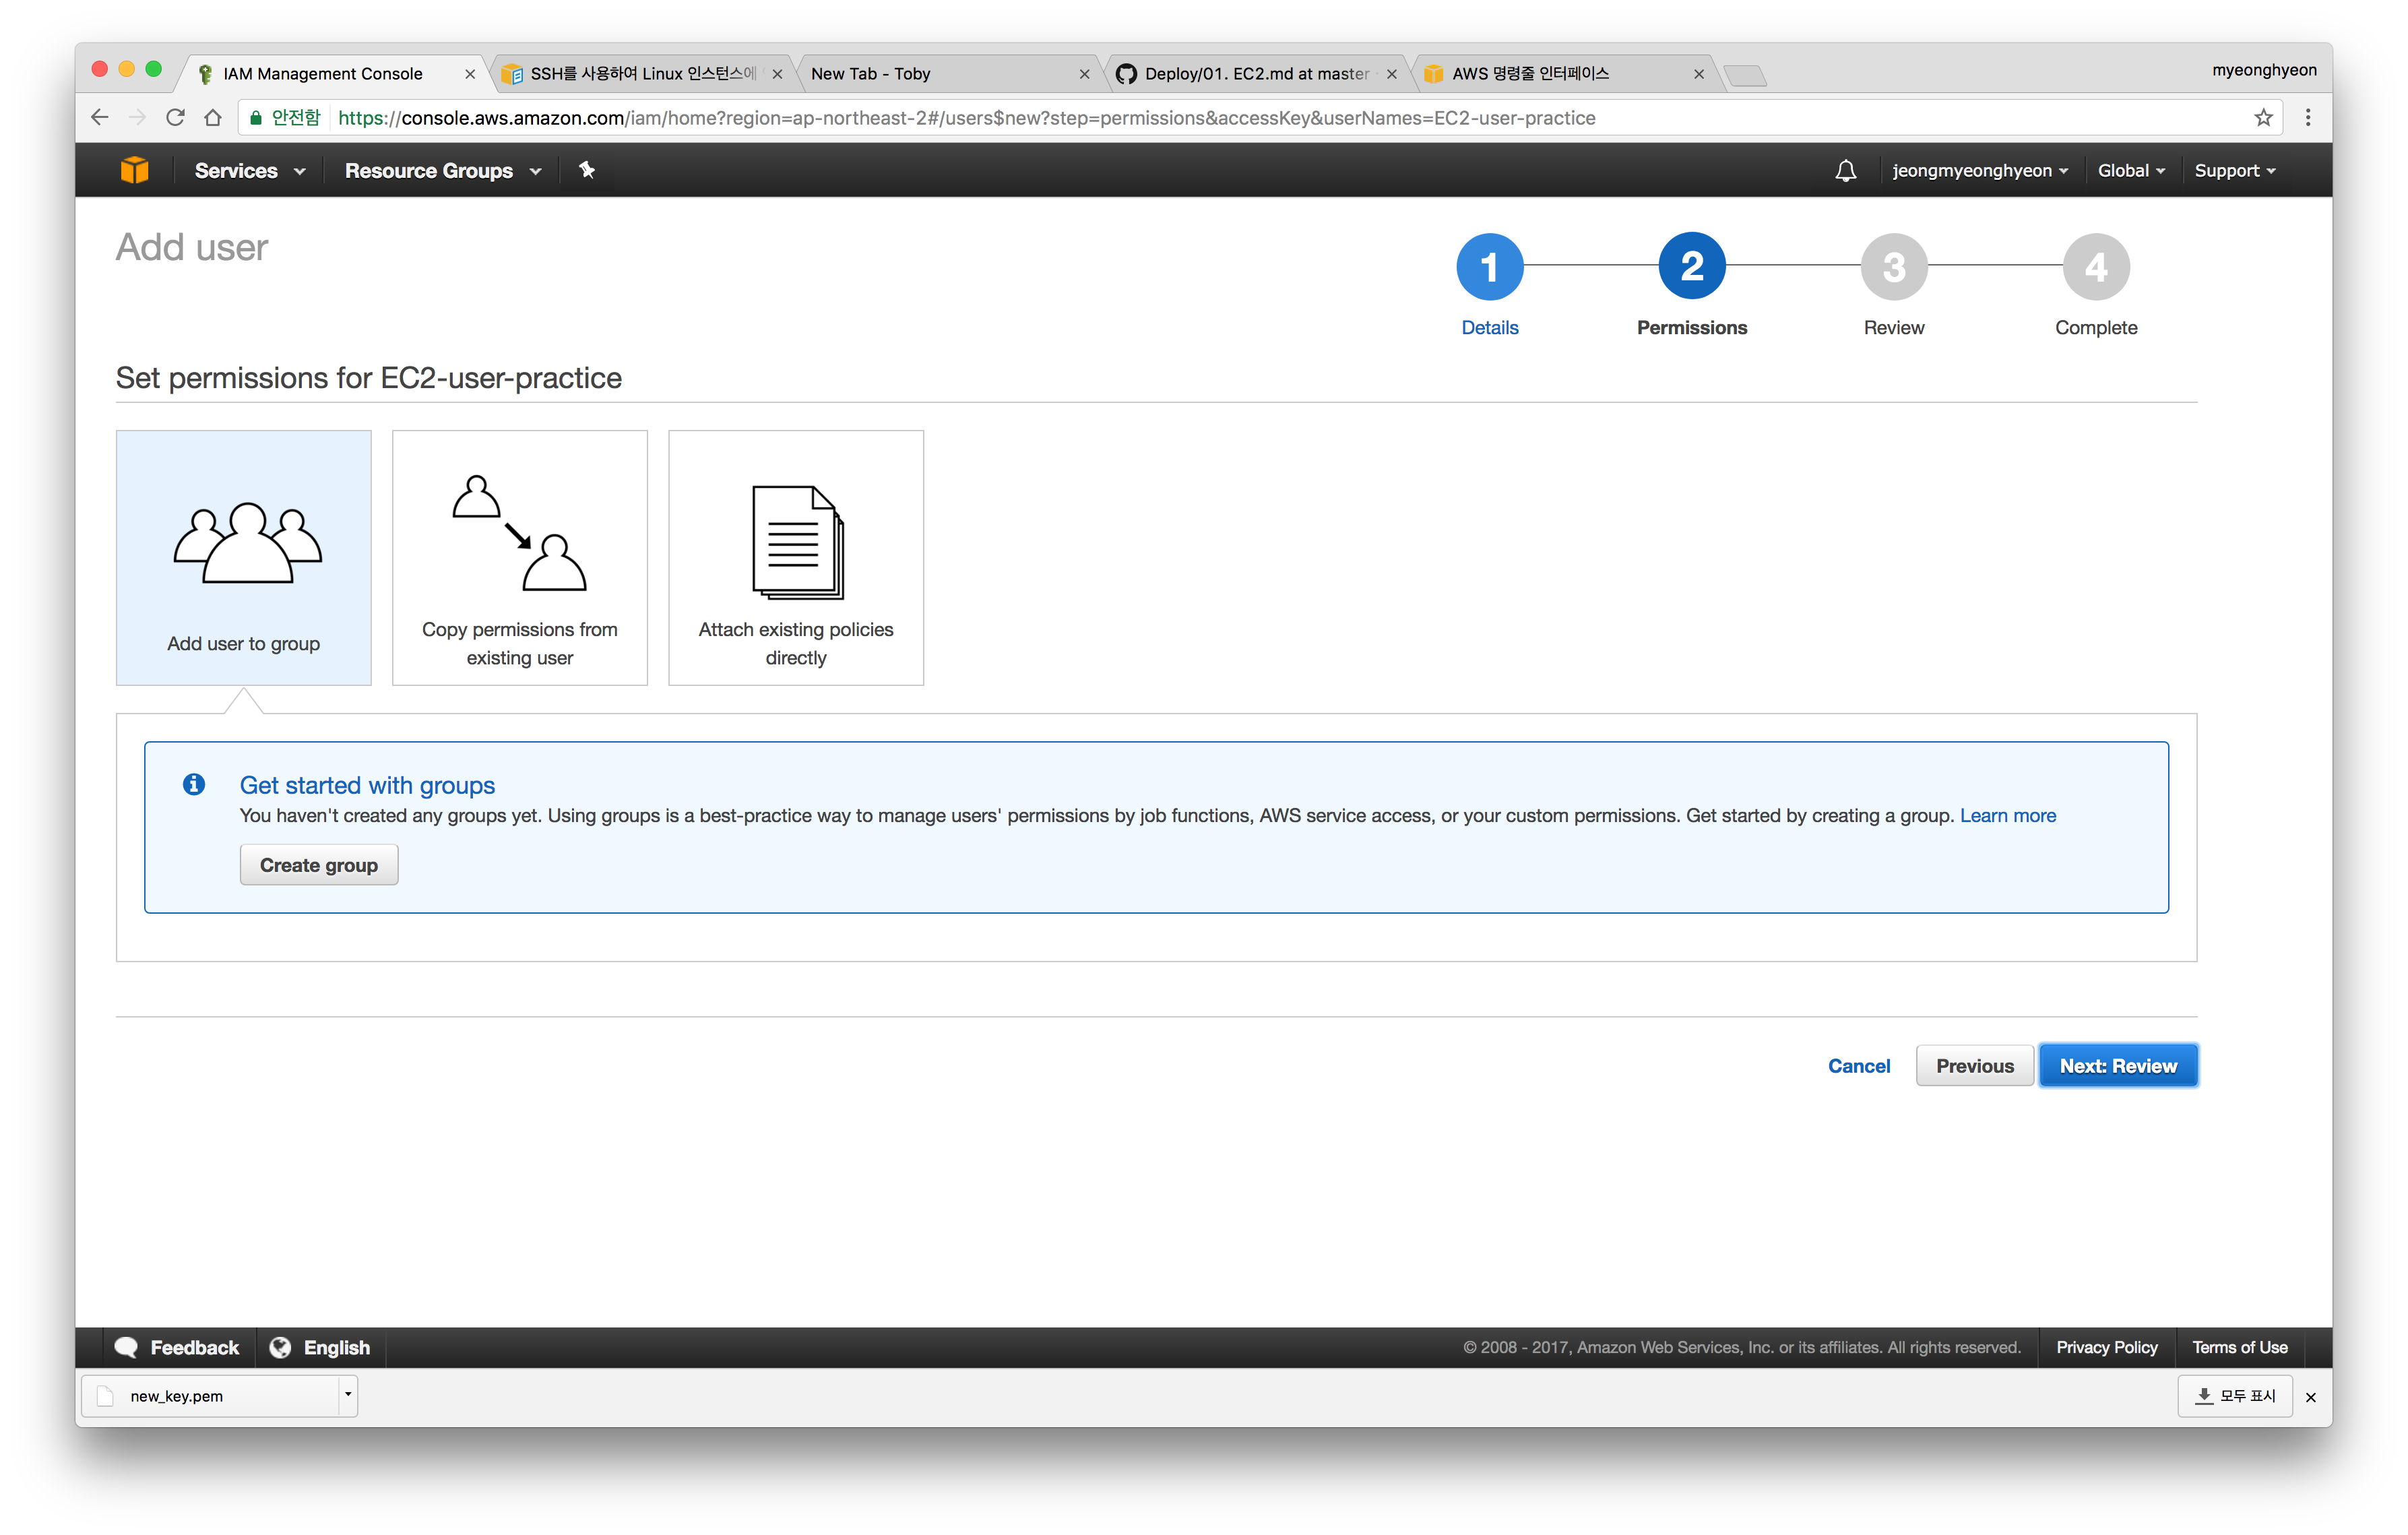 IAM Management Console
SSH를 사용하여 Linux 인스턴스에
New Tab - Toby
Deploy/01. EC2.md at master
AWS 명령줄 인터페이스
myeonghyeon
안전함
https://console.aws.amazon.com/iam/home?region=ap-northeast-2#/users$new?step=permissions&accessKey&userNames=EC2-user-practice
Services
Resource Groups
jeongmyeonghyeon
Global
Support
Add user
1
2
3
4
Details
Permissions
Review
Complete
Set permissions for EC2-user-practice
Add user to group
Copy permissions from
existing user
Attach existing policies
directly
Get started with groups
You haven't created any groups yet. Using groups is a best-practice way to manage users' permissions by job functions, AWS service access, or your custom permissions. Get started by creating a group. Learn more
Create group
Cancel
Previous
Next: Review
Feedback
English
© 2008 - 2017, Amazon Web Services, Inc. or its affiliates. All rights reserved.
Privacy Policy
Terms of Use
new_key.pem
모두 표시